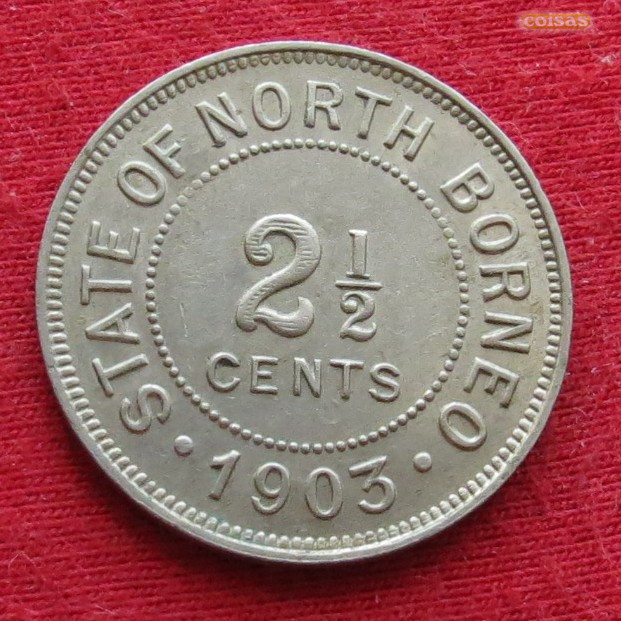 coisas
STATE OF NORTH BORNEO
2 1/2
CENTS
• 1903 •